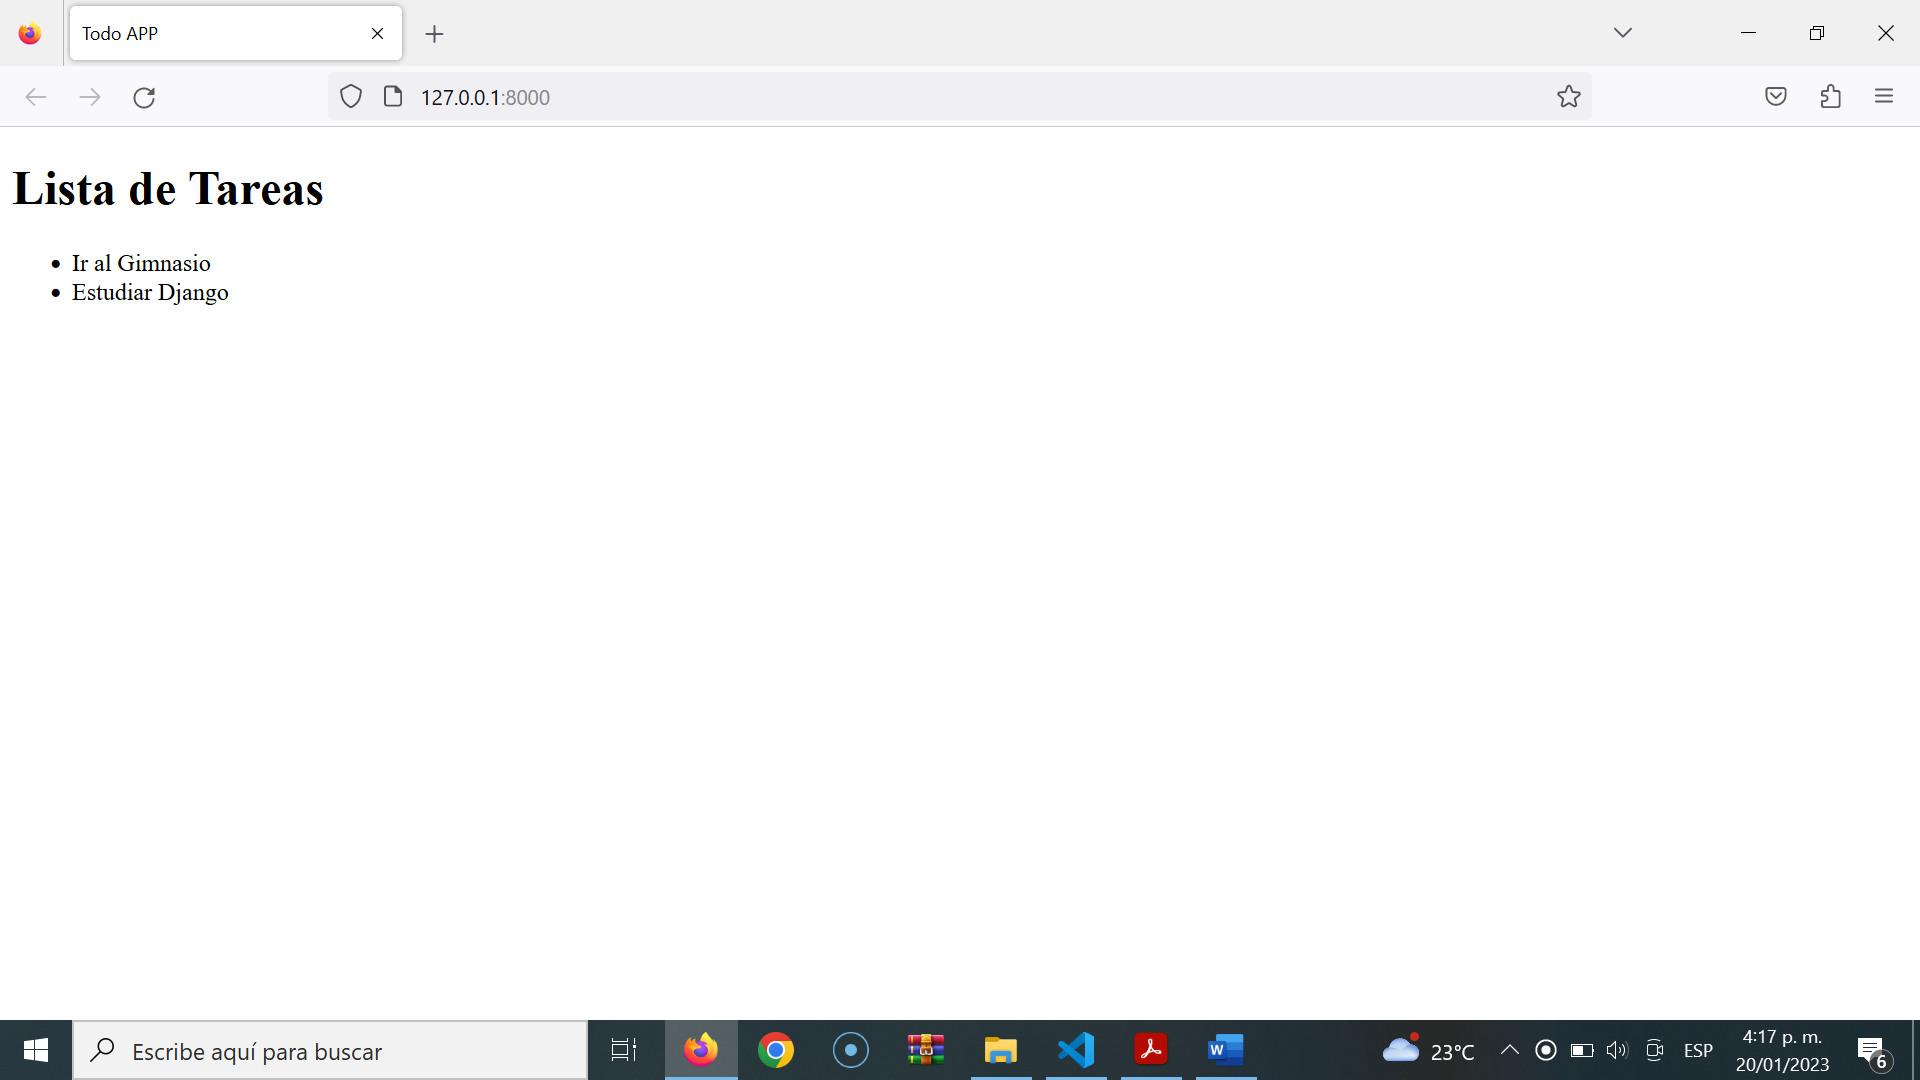 Todo APP
127.0.0.1:8000
Lista de Tareas
Ir al Gimnasio
Estudiar Django
Escribe aquí para buscar
W
23°C
ESP
4:17 p. m.
20/01/2023
6